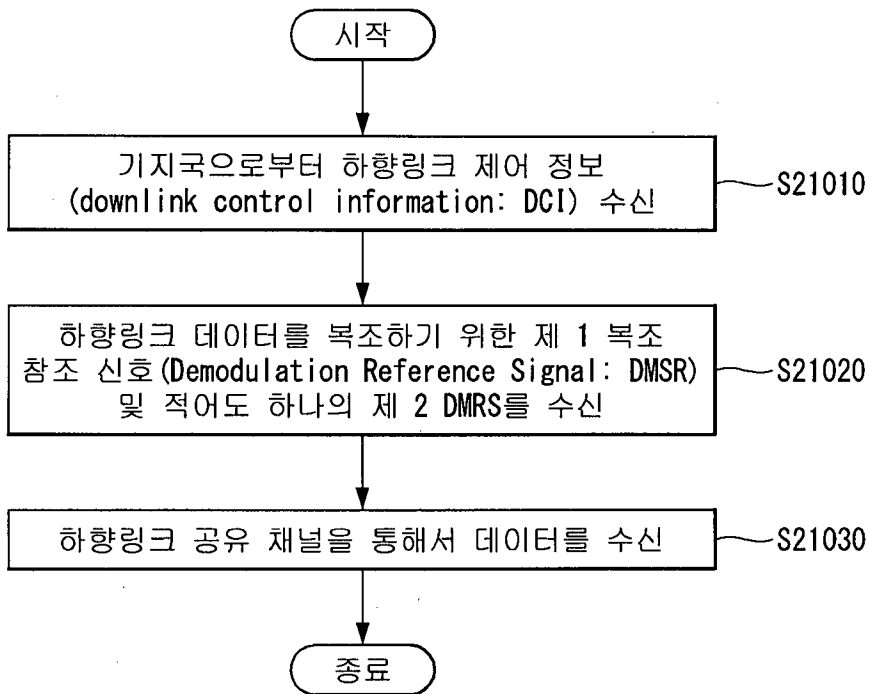 시작
기지국으로부터 하향링크 제어 정보
(downlink control information: DCI) 수신
S21010
하향링크 데이터를 복조하기 위한 제 1 복조
참조 신호(Demodulation Reference Signal: DMSR)
및 적어도 하나의 제 2 DMRS를 수신
S21020
하향링크 공유 채널을 통해서 데이터를 수신
S21030
종료